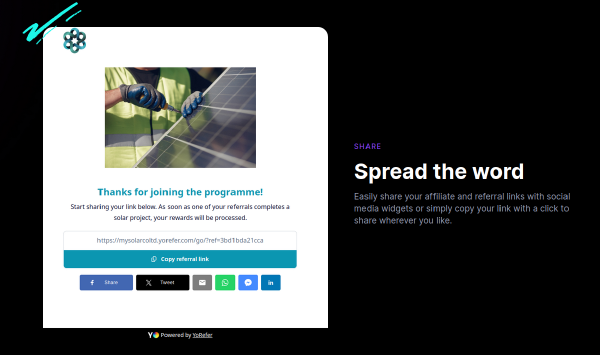 Thanks for joining the programme!
Start sharing your link below. As soon as one of your referrals completes a
solar project, your rewards will be processed.
https://mysolarcoltd.yorefer.com/go/?ref=3bd1bda21cca
Copy referral link
Share
Tweet
in
Powered by YoRefer
SHARE
Spread the word
Easily share your affiliate and referral links with social
media widgets or simply copy your link with a click to
share wherever you like.